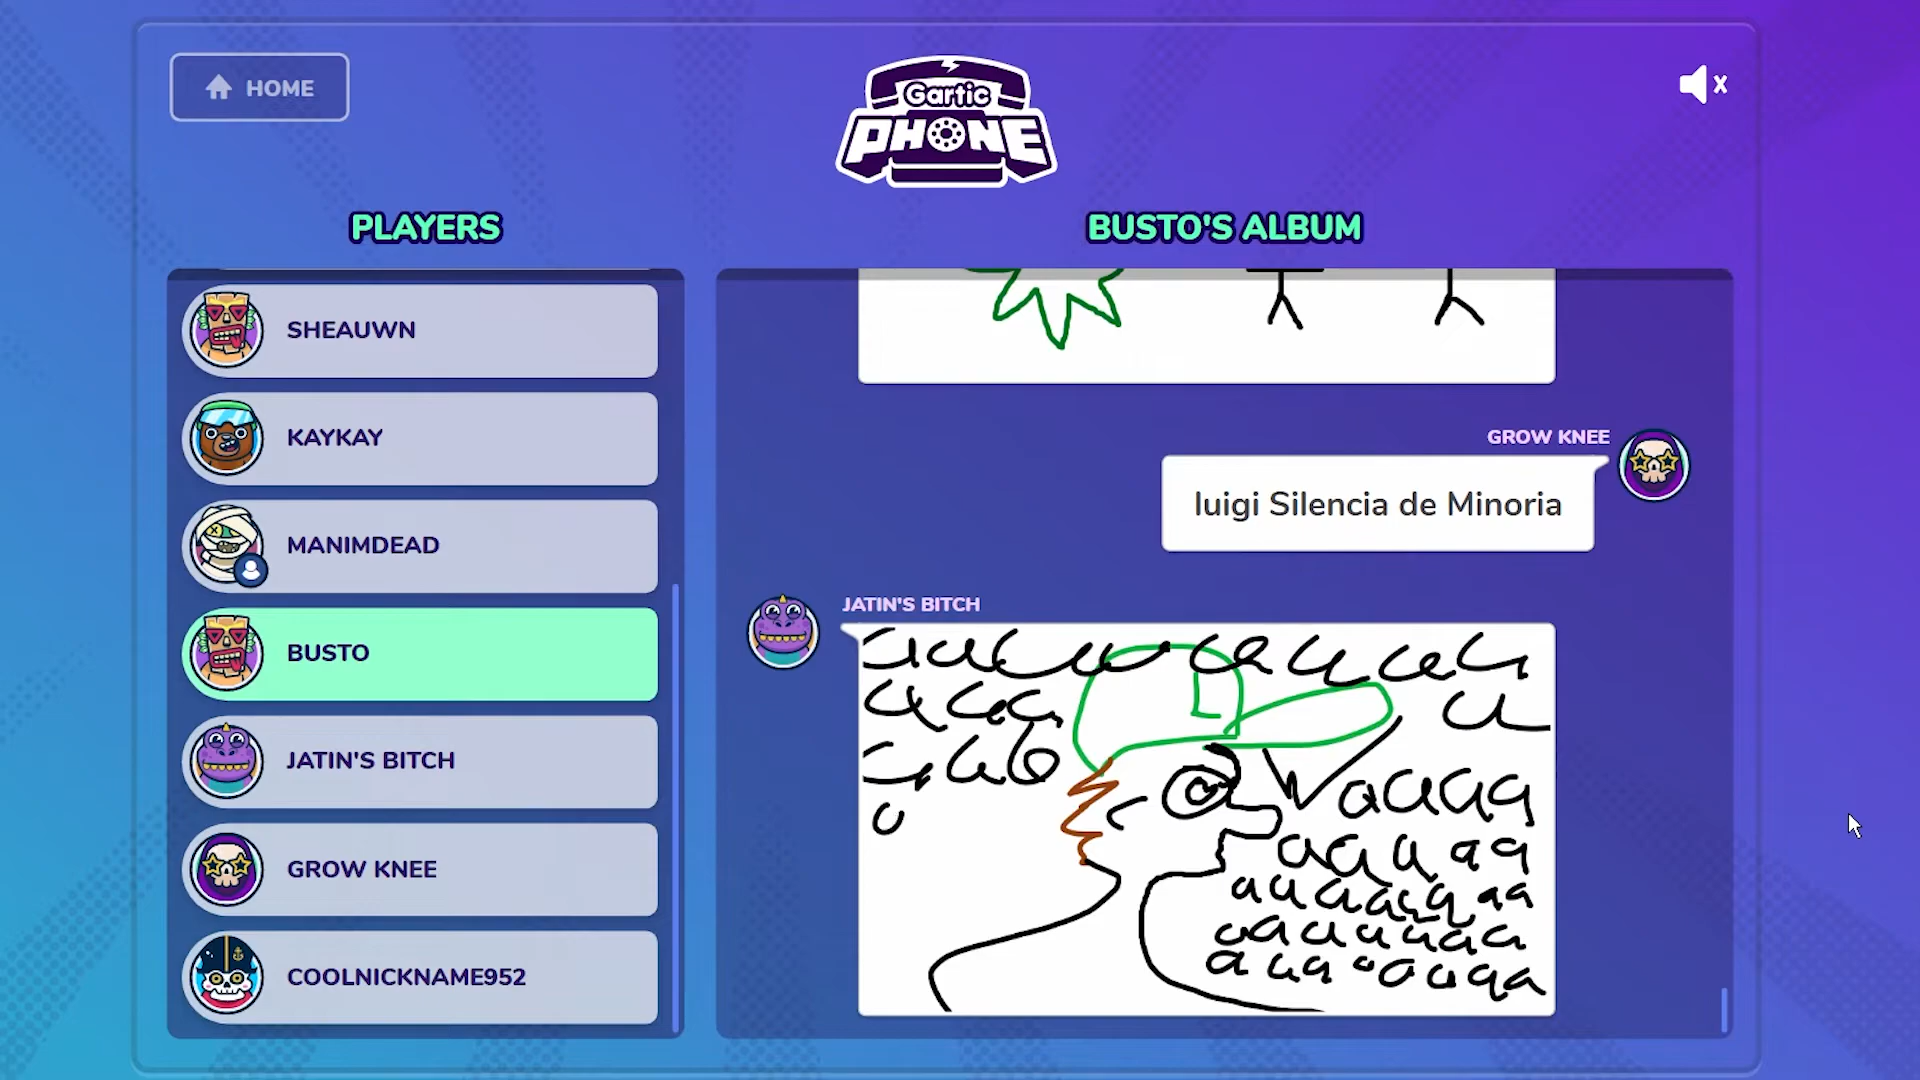 HOME
Gartic
PHONE
x
PLAYERS
BUSTO'S ALBUM
SHEAUWN
KAYKAY
MANIMDEAD
BUSTO
JATIN'S BITCH
GROW KNEE
COOLNICKNAME952
GROW KNEE
luigi Silencia de Minoria
JATIN'S BITCH
L